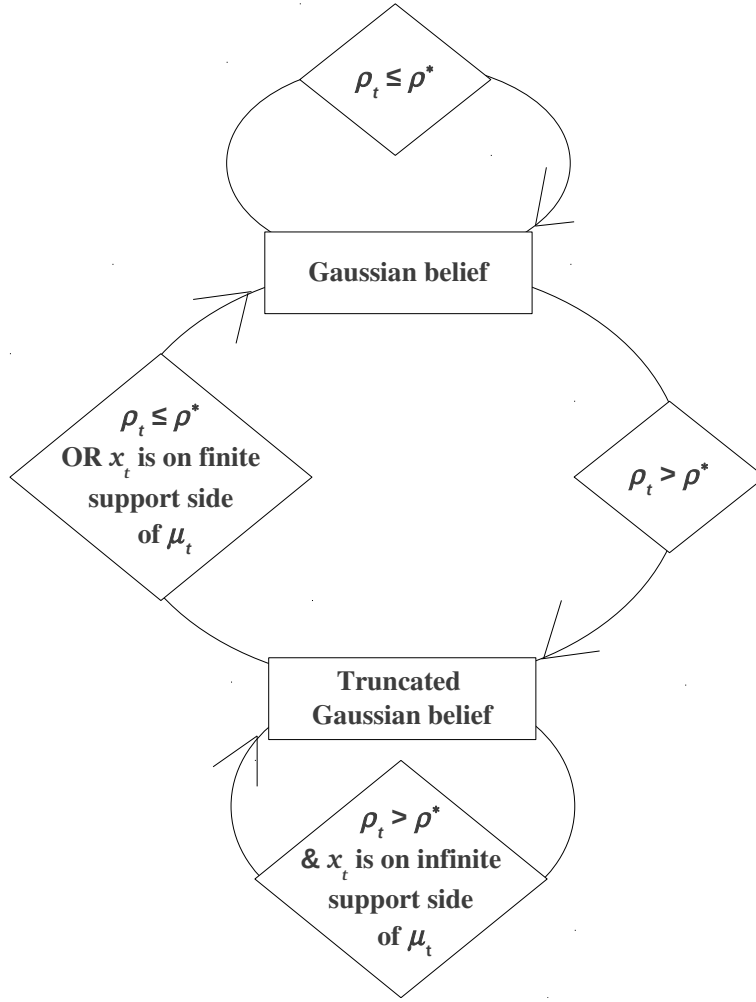 ρt ≤ ρ*
Gaussian belief
ρt ≤ ρ*
OR xt is on finite
support side
of μt
ρt > ρ*
Truncated
Gaussian belief
ρt > ρ*
& xt is on infinite
support side
of μt